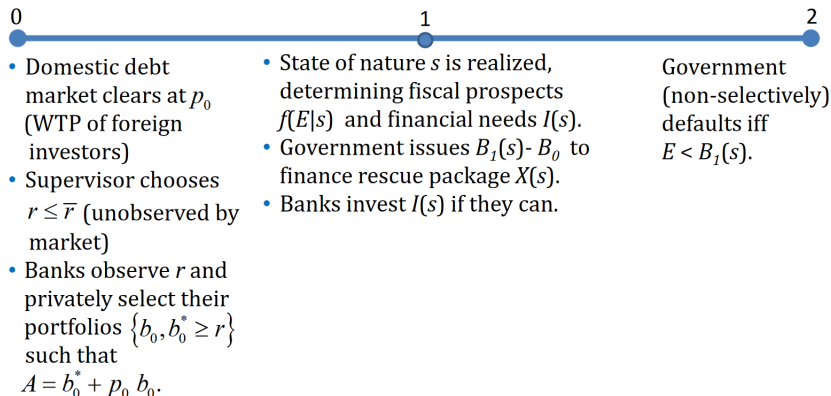 0 1 2
• Domestic debt
market clears at p₀
(WTP of foreign
investors)
• Supervisor chooses
r ≤ r̅ (unobserved by
market)
• Banks observe r and
privately select their
portfolios {b₀, b₀* ≥ r}
such that
A = b₀* + p₀ b₀.
• State of nature s is realized,
determining fiscal prospects
f(E|s) and financial needs I(s).
• Government issues B₁(s)- B₀ to
finance rescue package X(s).
• Banks invest I(s) if they can.
Government
(non-selectively)
defaults iff
E < B₁(s).